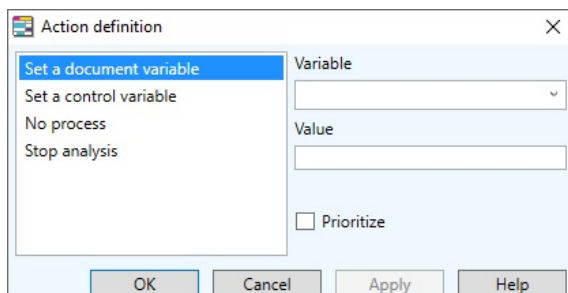 Action definition
Set a document variable
Set a control variable
No process
Stop analysis
Variable
Value
Prioritize
OK Cancel Apply Help